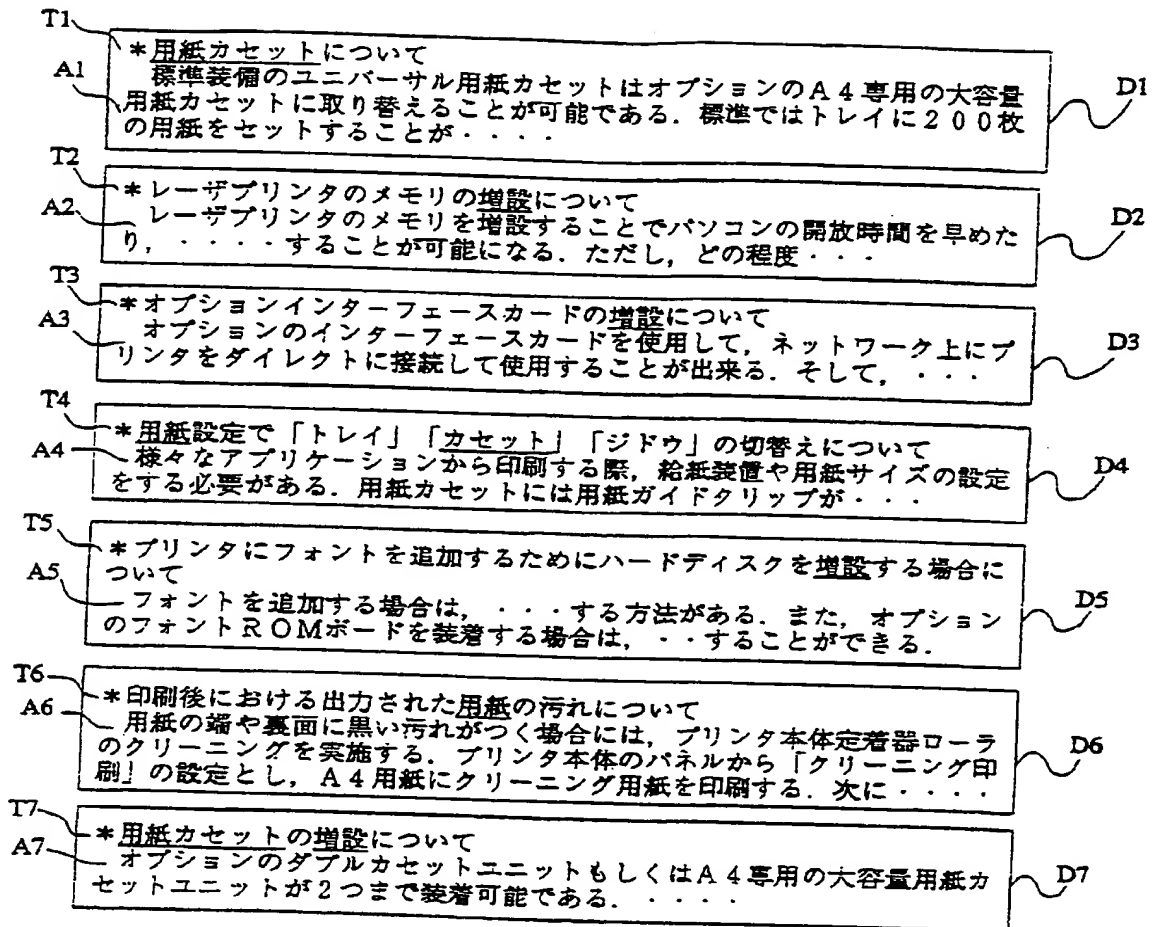 T1
＊用紙カセットについて
A1
標準装備のユニバーサル用紙カセットはオプションのＡ４専用の大容量
D1
用紙カセットに取り替えることが可能である．標準ではトレイに２００枚
の用紙をセットすることが・・・・
T2
＊レーザプリンタのメモリの増設について
A2
レーザプリンタのメモリを増設することでパソコンの開放時間を早めた
D2
り，・・・・することが可能になる．ただし，どの程度・・・
T3
＊オプションインターフェースカードの増設について
A3
オプションのインターフェースカードを使用して，ネットワーク上にプ
D3
リンタをダイレクトに接続して使用することが出来る．そして，・・・
T4
＊用紙設定で「トレイ」「カセット」「ジドウ」の切替えについて
A4
様々なアプリケーションから印刷する際，給紙装置や用紙サイズの設定
D4
をする必要がある．用紙カセットには用紙ガイドクリップが・・・
T5
＊プリンタにフォントを追加するためにハードディスクを増設する場合に
ついて
A5
フォントを追加する場合は，・・・する方法がある．また，オプション
D5
のフォントＲＯＭボードを装着する場合は，・・することができる．
T6
＊印刷後における出力された用紙の汚れについて
A6
用紙の端や裏面に黒い汚れがつく場合には，プリンタ本体定着器ローラ
のクリーニングを実施する．プリンタ本体のパネルから「クリーニング印
D6
刷」の設定とし，Ａ４用紙にクリーニング用紙を印刷する．次に・・・・
T7
＊用紙カセットの増設について
A7
オプションのダブルカセットユニットもしくはＡ４専用の大容量用紙カ
D7
セットユニットが２つまで装着可能である．・・・・